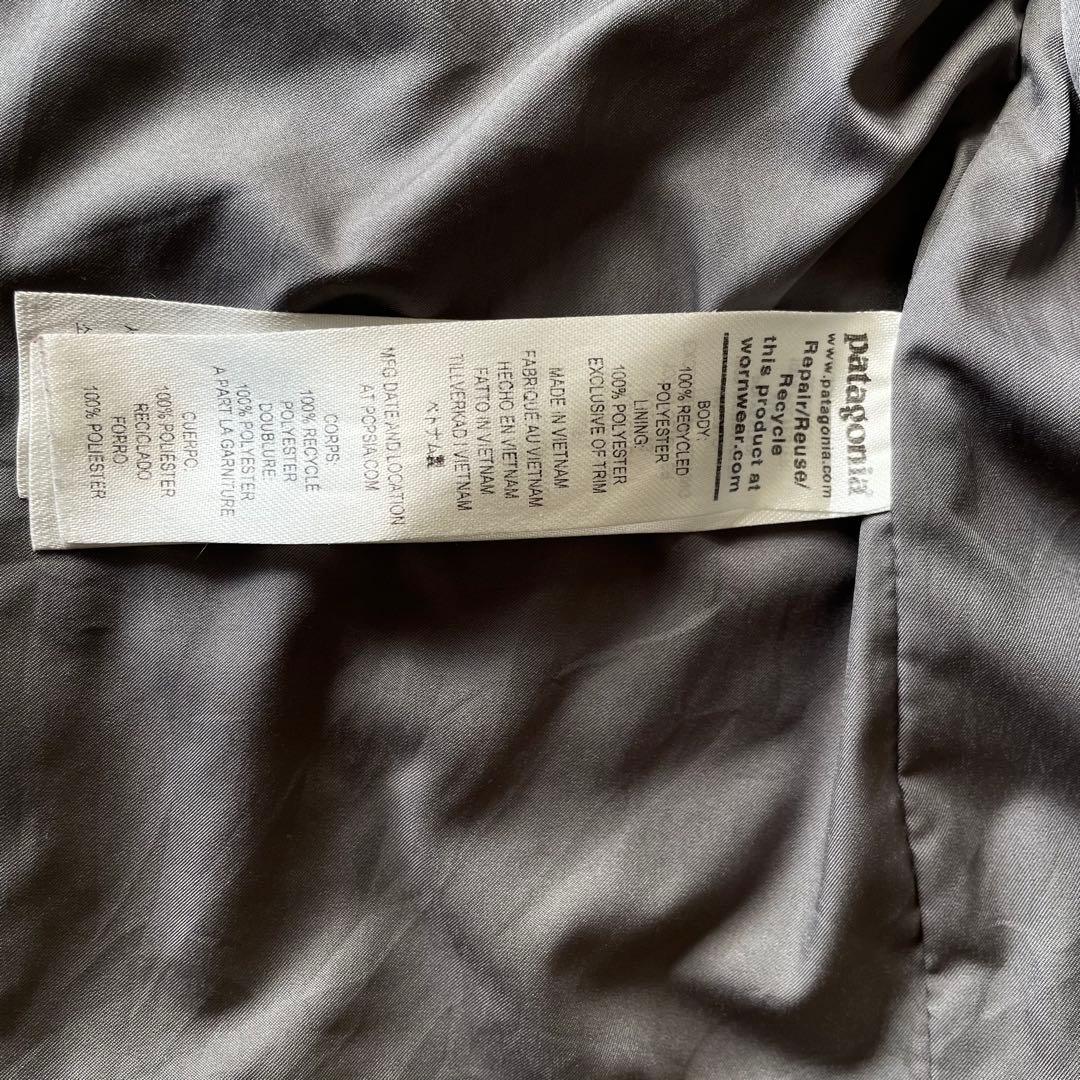 patagonia®
www.patagonia.com
Repair/Reuse/
Recycle
this product at
wornwear.com
BODY:
100% RECYCLED
POLYESTER
LINING:
100% POLYESTER
EXCLUSIVE OF TRIM
MADE IN VIETNAM
FABRIQUÉ AU VIETNAM
HECHO EN VIETNAM
FATTO IN VIETNAM
TILLVERKAD VIETNAM
ベトナム製
MFG DATE AND LOCATION
AT POPSIA.COM
CORPS:
100% RECYCLÉ
POLYESTER
DOUBLURE:
100% POLYESTER
A PART LA GARNITURE
CUERPO:
100% POLIESTER
RECICLADO
FORRO:
100% POLIESTER